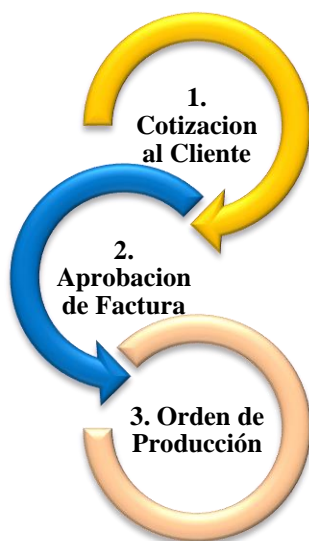 1.
Cotizacion
al Cliente
2.
Aprobacion
de Factura
3. Orden de
Producción